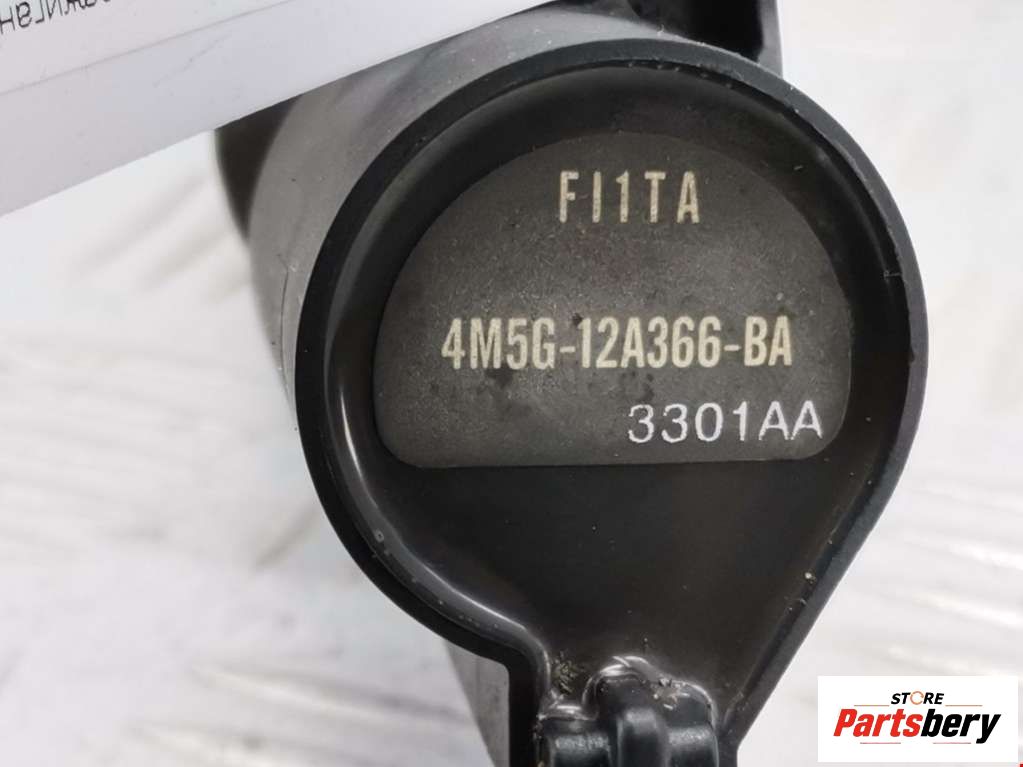 FI1TA
4M5G-12A366-BA
3301AA
STORE
Partsbery